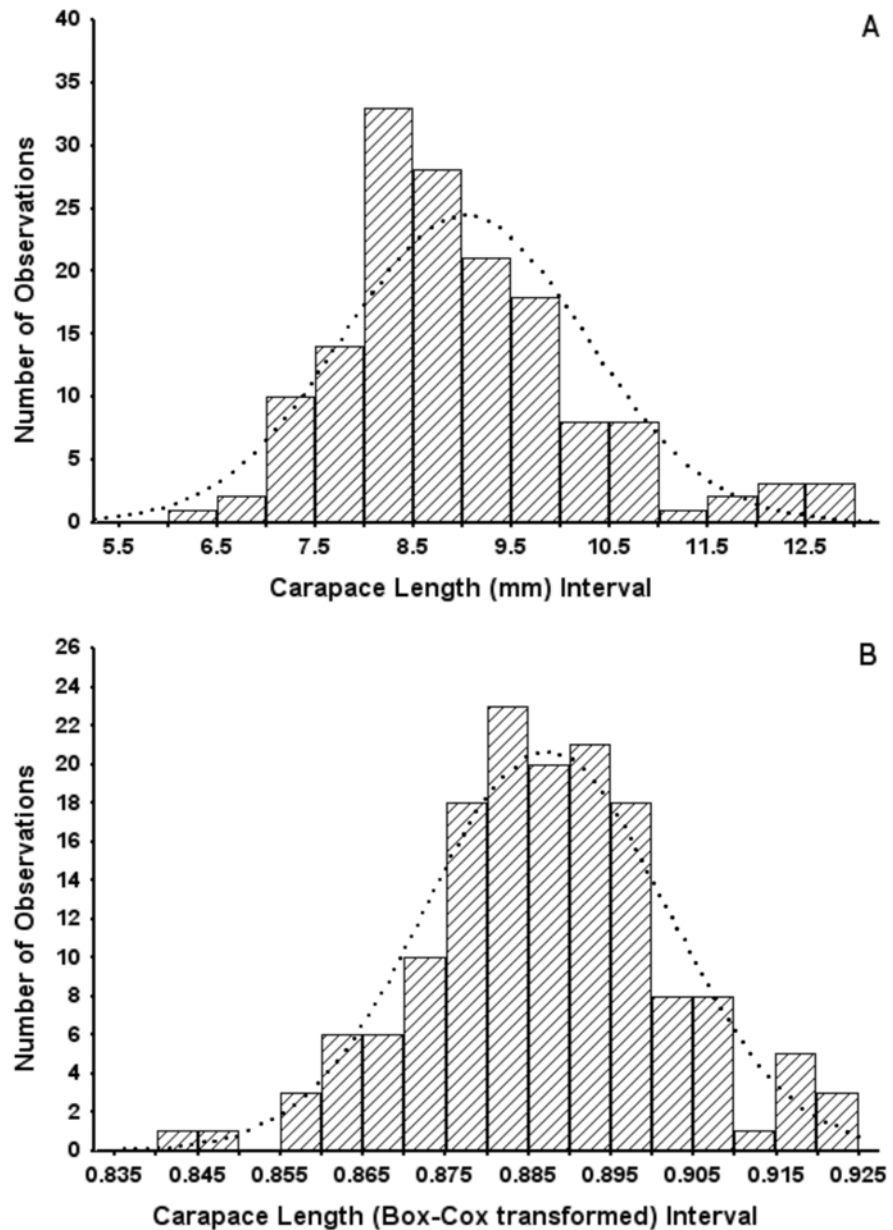 A
40
35
30
25
20
15
10
5
0
Number of Observations
5.5 6.5 7.5 8.5 9.5 10.5 11.5 12.5
Carapace Length (mm) Interval
B
26
24
22
20
18
16
14
12
10
8
6
4
2
0
Number of Observations
0.835 0.845 0.855 0.865 0.875 0.885 0.895 0.905 0.915 0.925
Carapace Length (Box-Cox transformed) Interval